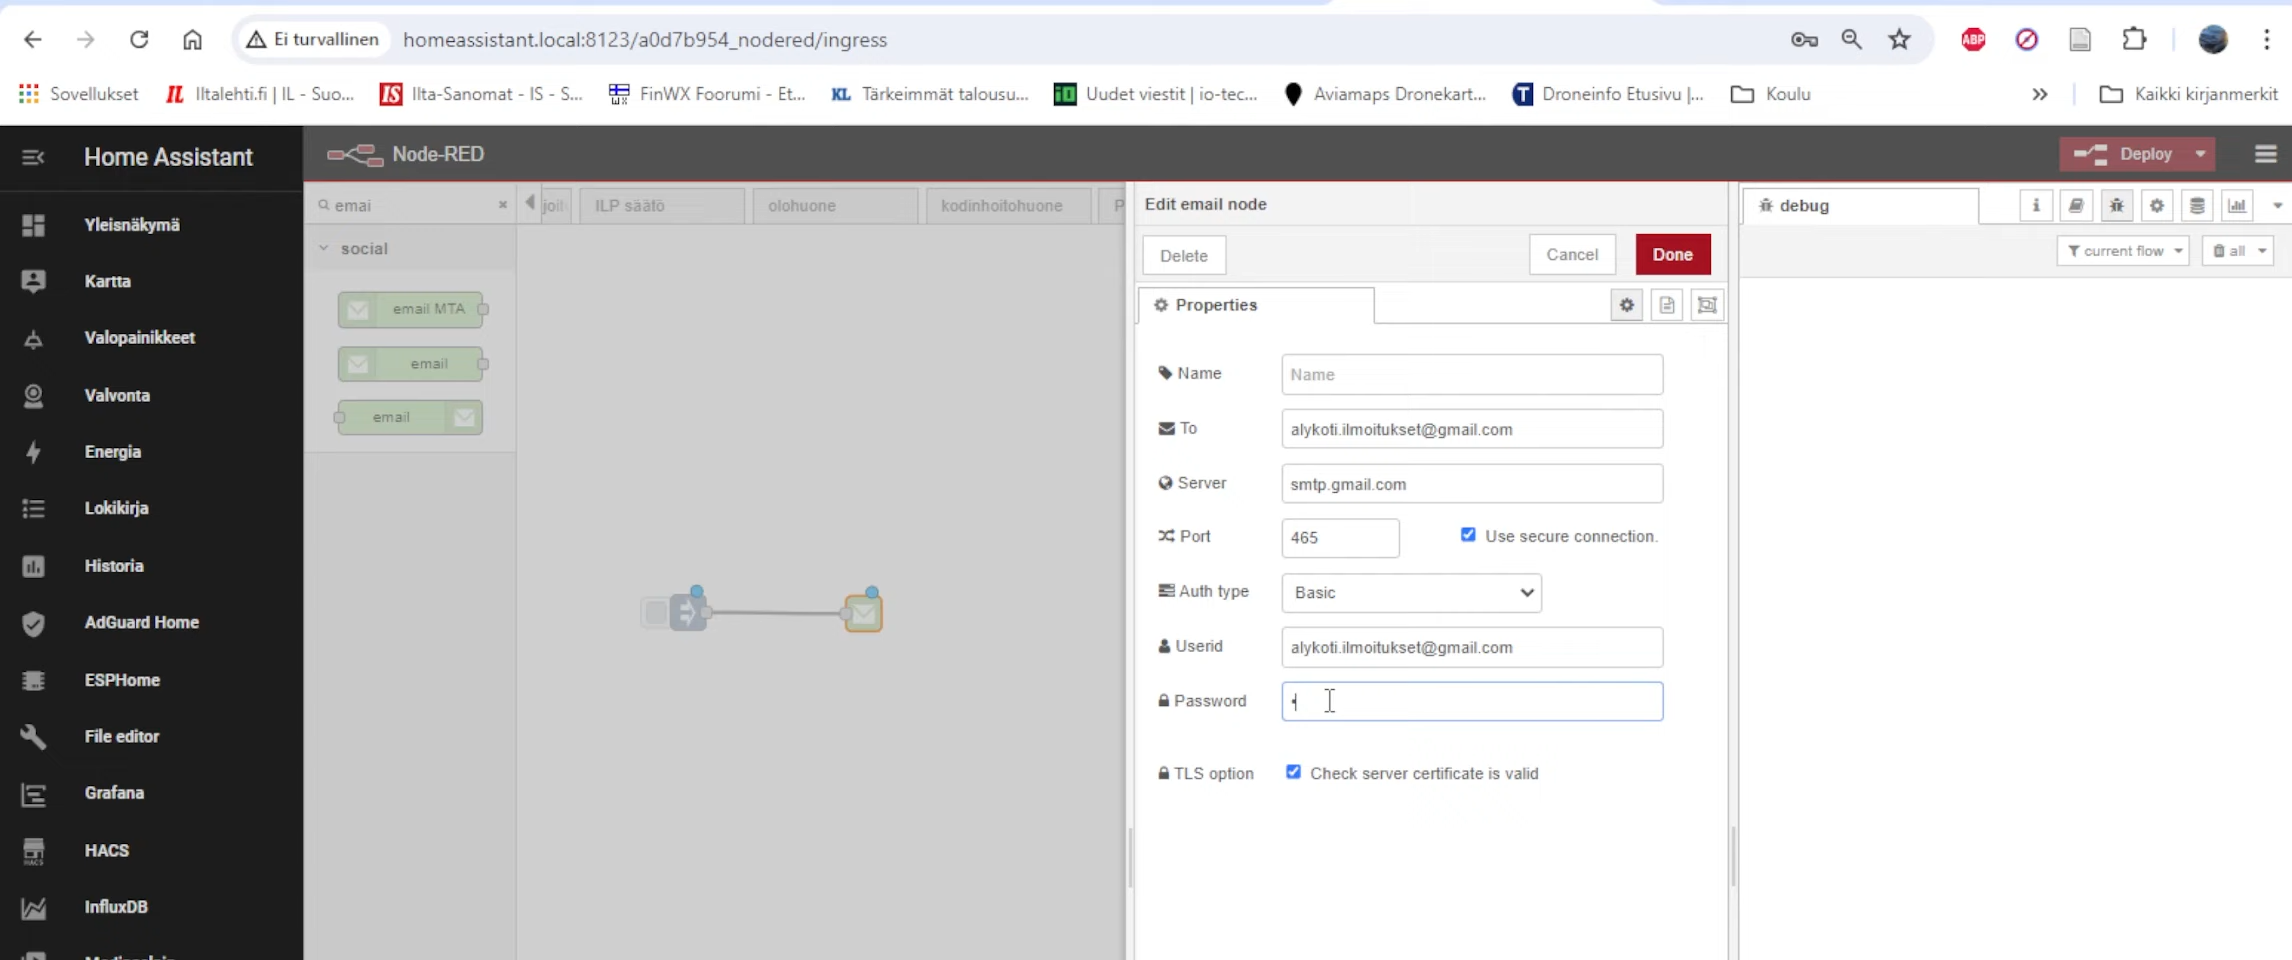 Ei turvallinen homeassistant.local:8123/a0d7b954_nodered/ingress ABP
Sovellukset IL Iltalehti.fi | IL - Suo... IS Ilta-Sanomat - IS - S... FinWX Foorumi - Et... KL Tärkeimmät talousu... Uudet viestit | io-tec... Aviamaps Dronekart... Droneinfo Etusivu |... Koulu » Kaikki kirjanmerkit
Home Assistant
Yleisnäkymä
Kartta
Valopainikkeet
Valvonta
Energia
Lokikirja
Historia
AdGuard Home
ESPHome
File editor
Grafana
HACS
InfluxDB
Node-RED
Deploy
emai
social
email MTA
email
email
ILP säätö olohuone kodinhoitohuone P
Edit email node
Delete Cancel Done
Properties
Name Name
To alykoti.ilmoitukset@gmail.com
Server smtp.gmail.com
Port 465 Use secure connection.
Auth type Basic
Userid alykoti.ilmoitukset@gmail.com
Password
TLS option Check server certificate is valid
debug
current flow all